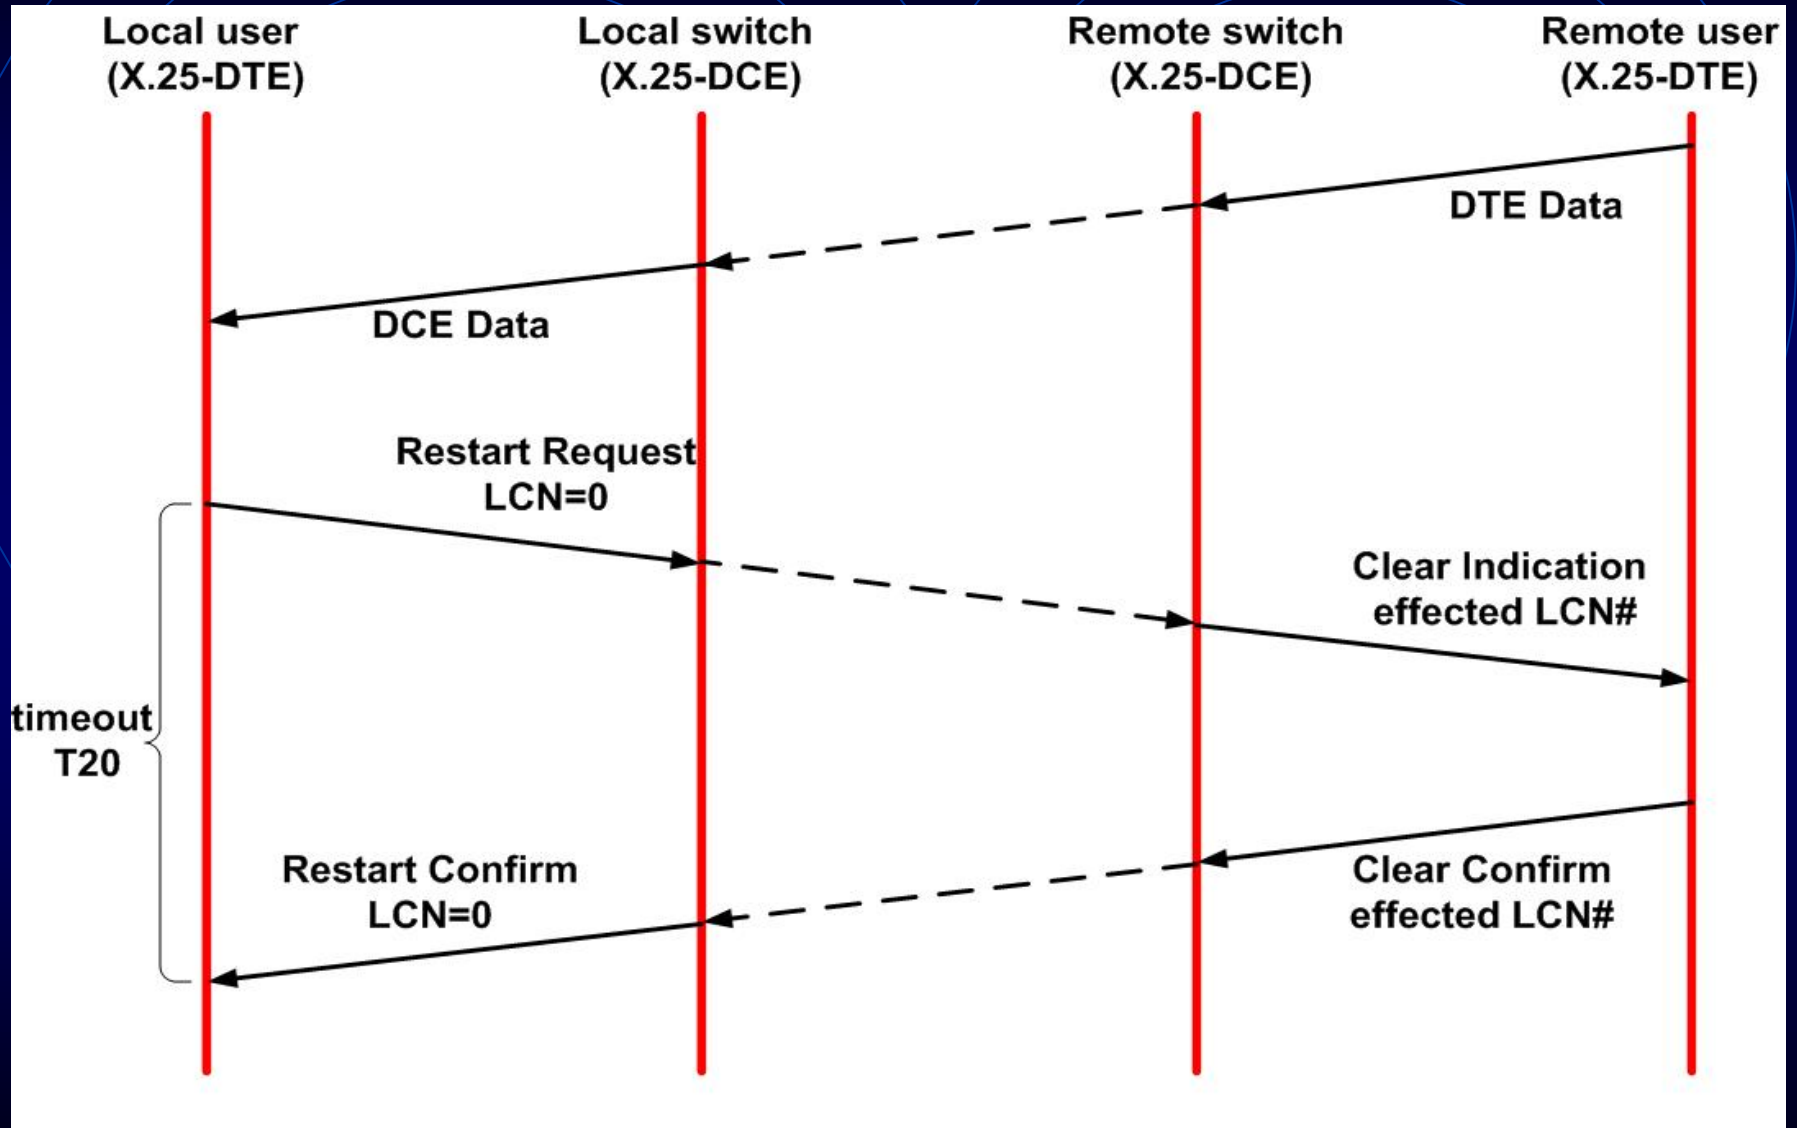 Local user
(X.25-DTE)
Local switch
(X.25-DCE)
Remote switch
(X.25-DCE)
Remote user
(X.25-DTE)
DTE Data
DCE Data
Restart Request
LCN=0
Clear Indication
effected LCN#
timeout
T20
Restart Confirm
LCN=0
Clear Confirm
effected LCN#